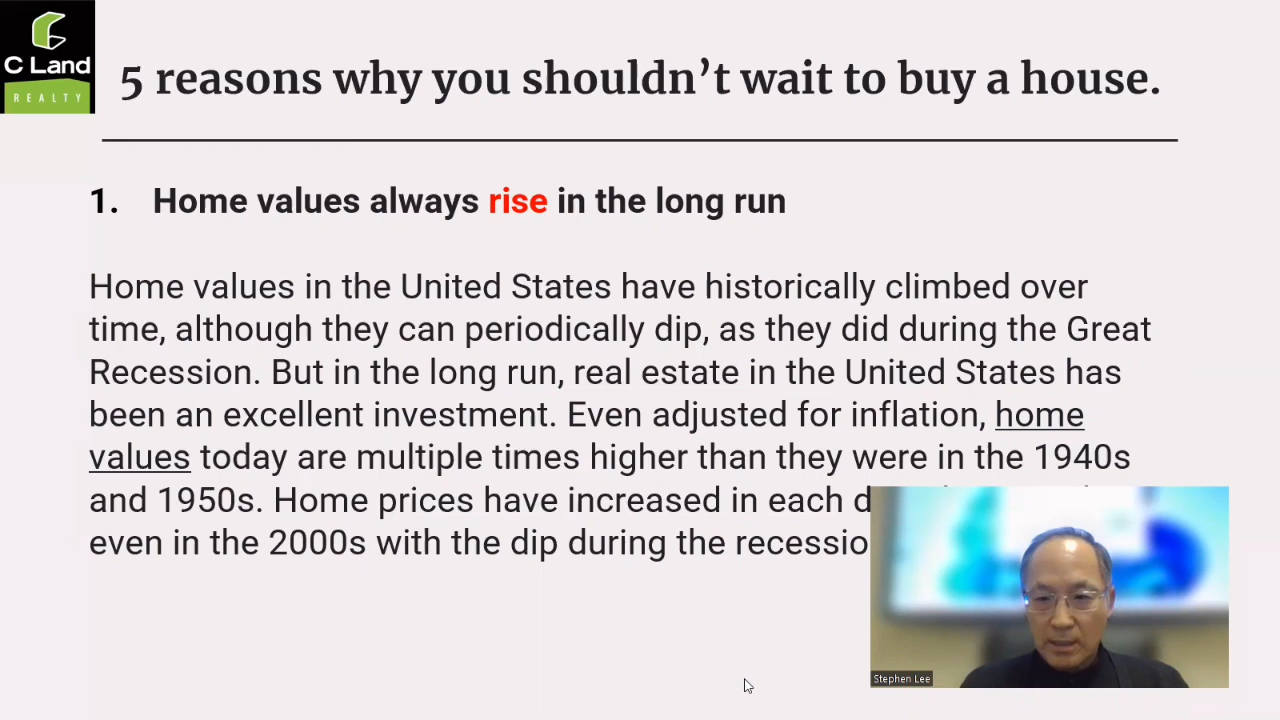 C Land
REALTY
5 reasons why you shouldn’t wait to buy a house.
1. Home values always rise in the long run
Home values in the United States have historically climbed over
time, although they can periodically dip, as they did during the Great
Recession. But in the long run, real estate in the United States has
been an excellent investment. Even adjusted for inflation, home
values today are multiple times higher than they were in the 1940s
and 1950s. Home prices have increased in each
even in the 2000s with the dip during the
Stephen Lee